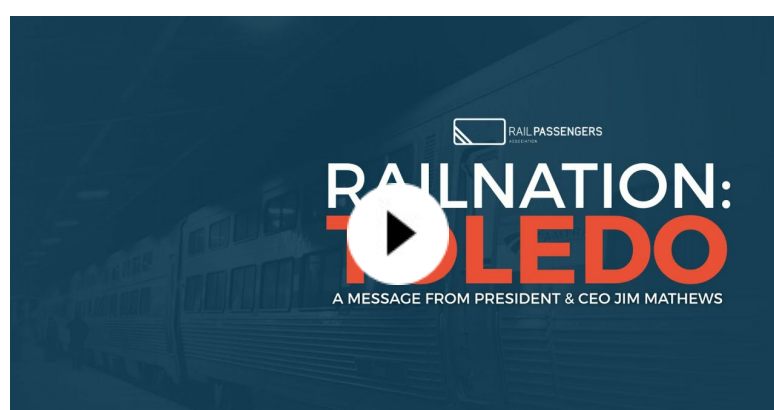 RAIL PASSENGERS
ASSOCIATION
RAILNATION:
TOLEDO
A MESSAGE FROM PRESIDENT & CEO JIM MATHEWS